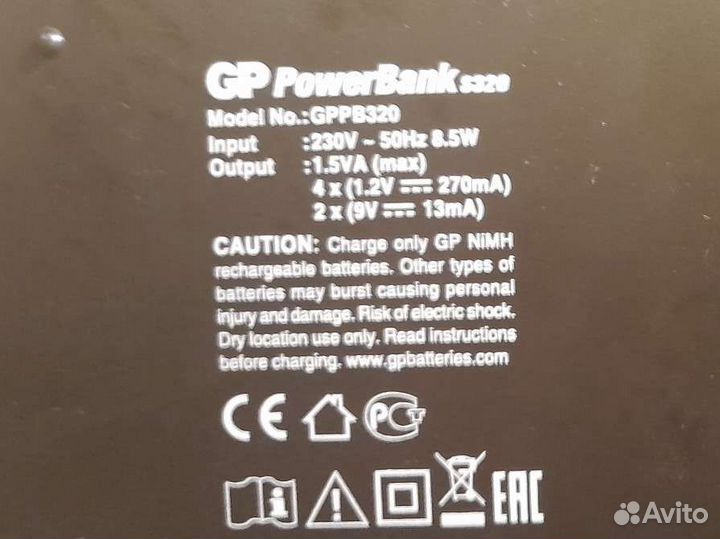 GP PowerBank S320
Model No.:GPPB320
Input :230V ~ 50Hz 8.5W
Output :1.5VA (max)
4 x (1.2V ⎓ 270mA)
2 x (9V ⎓ 13mA)
CAUTION: Charge only GP NiMH
rechargeable batteries. Other types of
batteries may burst causing personal
injury and damage. Risk of electric shock.
Dry location use only. Read instructions
before charging. www.gpbatteries.com
CE PCT
i ! EAC
Avito